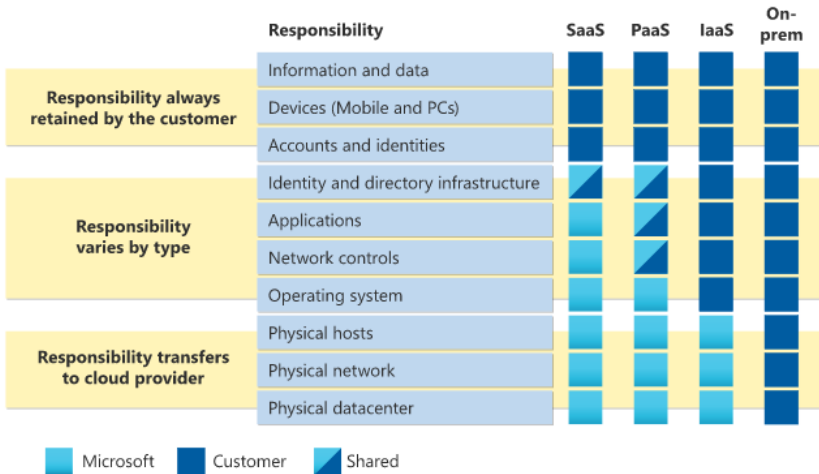 Responsibility SaaS PaaS IaaS On-
prem
Responsibility always
retained by the customer
Information and data
Devices (Mobile and PCs)
Accounts and identities
Responsibility
varies by type
Identity and directory infrastructure
Applications
Network controls
Operating system
Responsibility transfers
to cloud provider
Physical hosts
Physical network
Physical datacenter
Microsoft Customer Shared